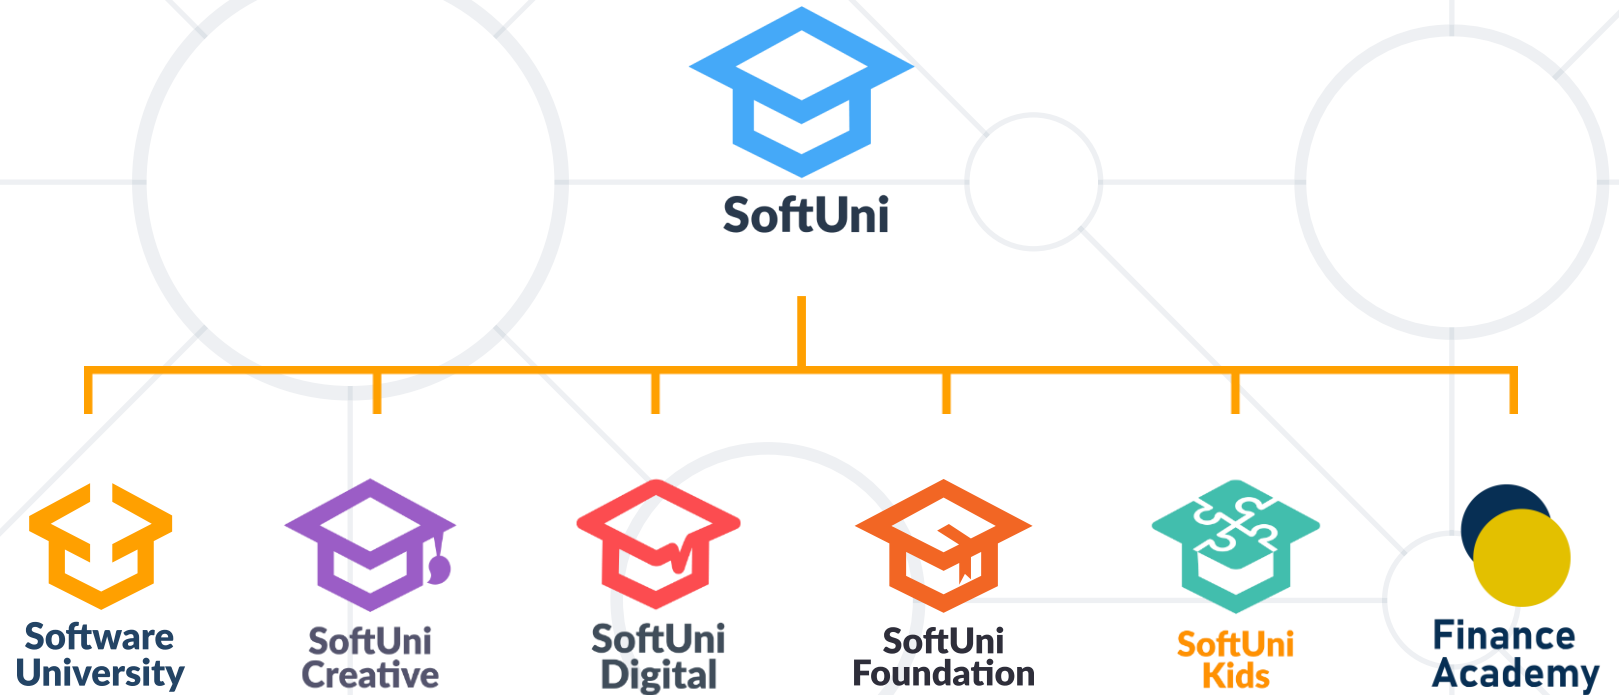 SoftUni
Software
University
SoftUni
Creative
SoftUni
Digital
SoftUni
Foundation
SoftUni
Kids
Finance
Academy